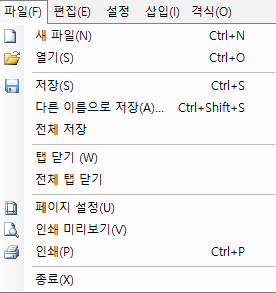 파일(F) 편집(E) 설정 삽입(I) 격식(O)
새 파일(N) Ctrl+N
열기(S) Ctrl+O
저장(S) Ctrl+S
다른 이름으로 저장(A)... Ctrl+Shift+S
전체 저장
탭 닫기 (W)
전체 탭 닫기
페이지 설정(U)
인쇄 미리보기(V)
인쇄(P) Ctrl+P
종료(X)